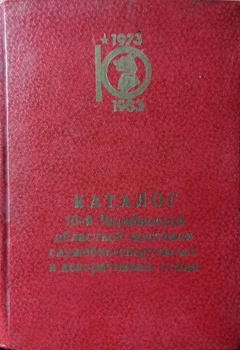 1973
1983
КАТАЛОГ
10-й Челябинской
областной выставки
служебно-спортивных
и декоративных собак